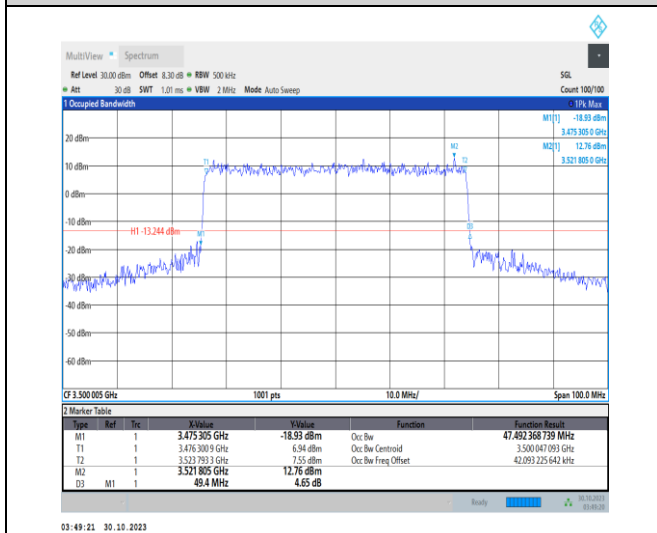 MultiView Spectrum
Ref Level 30.00 dBm Offset 8.30 dB RBW 500 kHz SGL
Att 30 dB SWT 1.01 ms VBW 2 MHz Mode Auto Sweep Count 100/100
1 Occupied Bandwidth 1Pk Max
M1[1] -18.93 dBm
3.475 305 0 GHz
M2[1] 12.76 dBm
3.521 805 0 GHz
20 dBm
M2
T1
T2
10 dBm
0 dBm
-10 dBm
H1 -13.244 dBm
M1
D3
-20 dBm
-30 dBm
-40 dBm
-50 dBm
-60 dBm
CF 3.500 005 GHz 1001 pts 10.0 MHz/ Span 100.0 MHz
2 Marker Table
Type Ref Trc X-Value Y-Value Function Function Result
M1 1 3.475 305 GHz -18.93 dBm Occ Bw 47.492 368 739 MHz
T1 1 3.476 300 9 GHz 6.94 dBm Occ Bw Centroid 3.500 047 093 GHz
T2 1 3.523 793 3 GHz 7.55 dBm Occ Bw Freq Offset 42.093 225 642 kHz
M2 1 3.521 805 GHz 12.76 dBm
D3 M1 1 49.4 MHz 4.65 dB
Ready 30.10.2023
03:49:20
03:49:21 30.10.2023